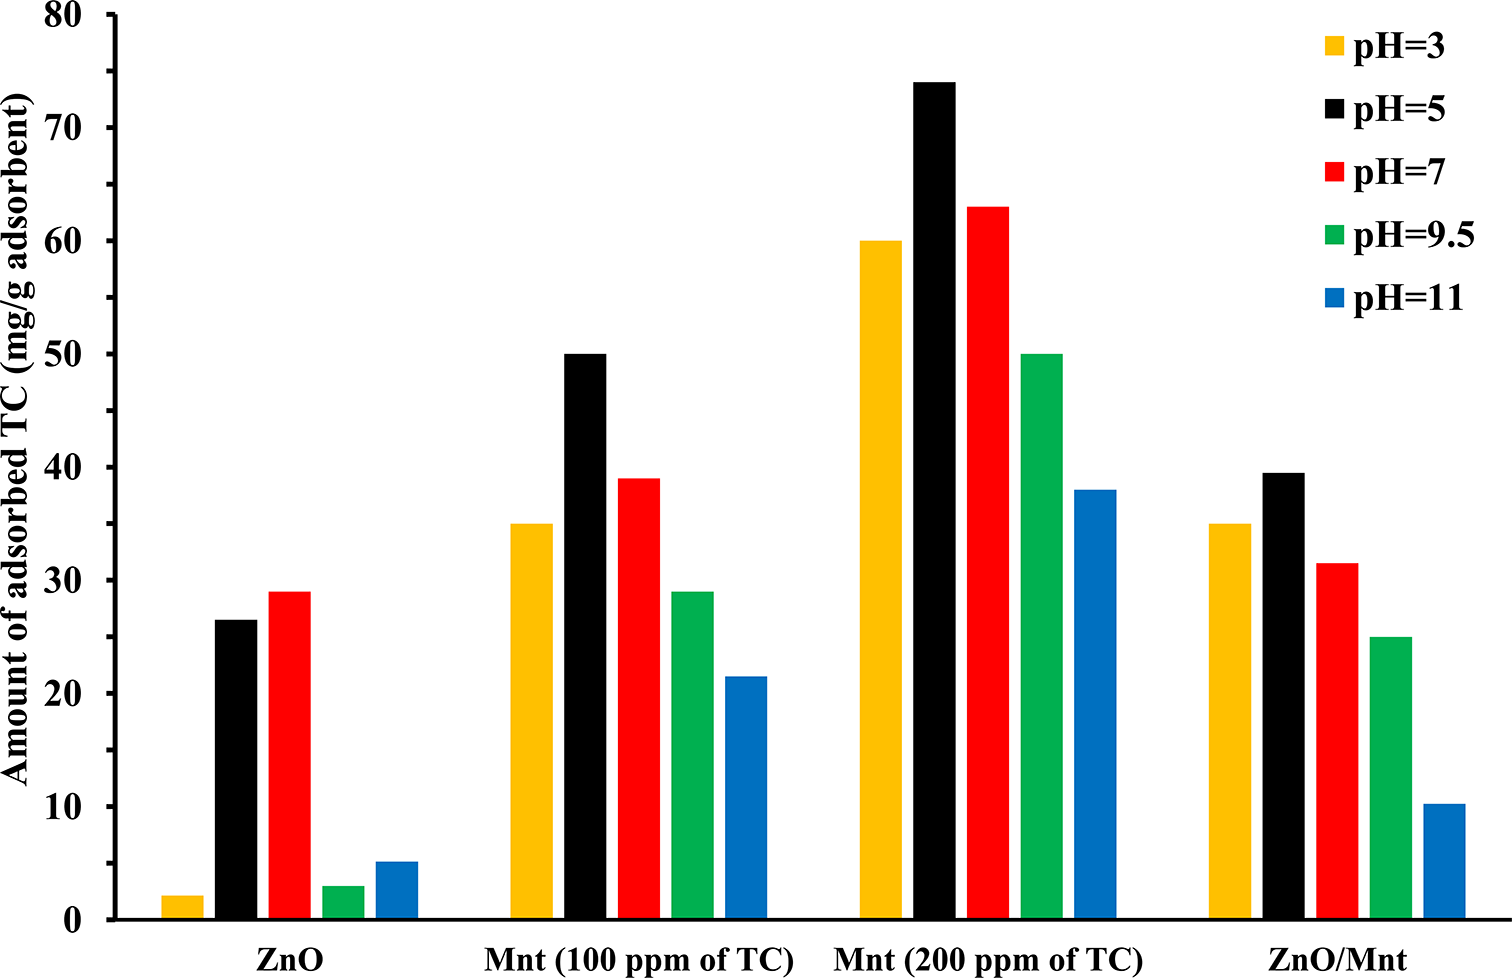 Amount of adsorbed TC (mg/g adsorbent)
80
70
60
50
40
30
20
10
0
pH=3
pH=5
pH=7
pH=9.5
pH=11
ZnO
Mnt (100 ppm of TC)
Mnt (200 ppm of TC)
ZnO/Mnt